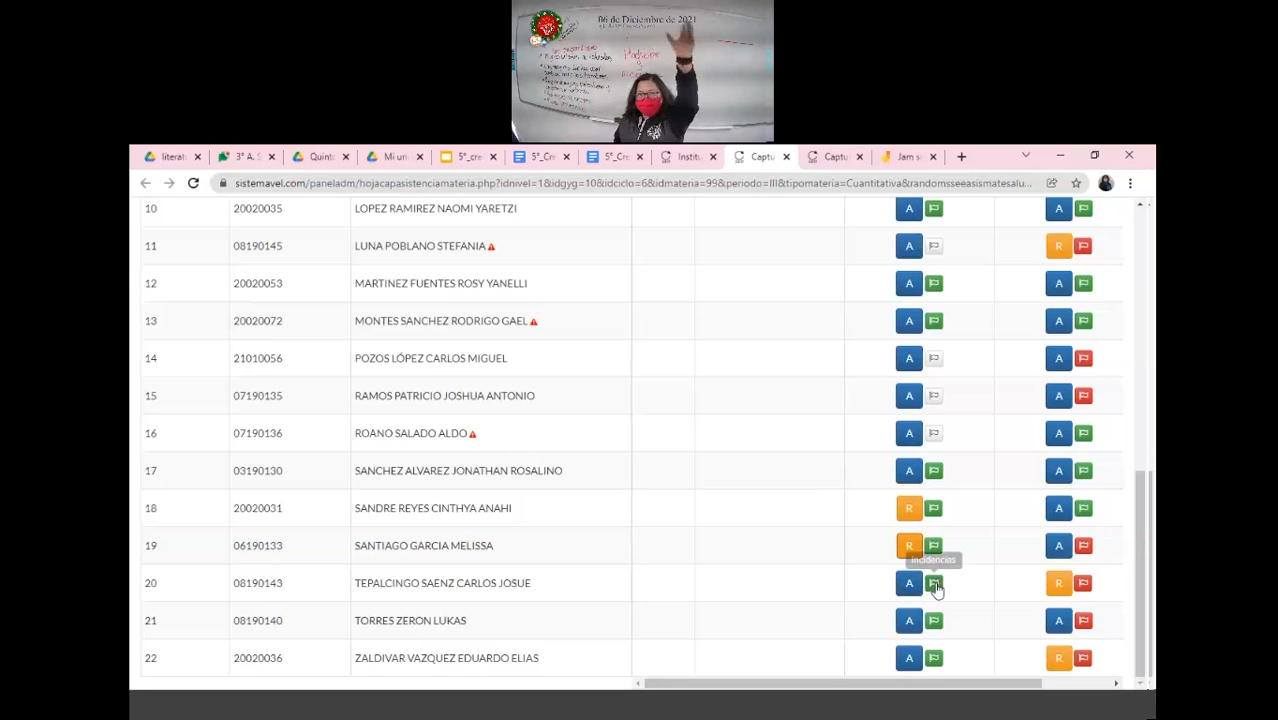 06 de Diciembre de 2021
literat
3° A. S
Quinto
Mi un
5°_cre
5°_Cre
5°_Cre
Institu
Captu
Captu
Jam s
sistemavel.com/paneladm/hojacapasistenciamateria.php?idnivel=1&idgyg=10&idciclo=6&idmateria=99&periodo=III&tipomateria=Cuantitativa&randomsseeasismatesalu...
10 20020035 LOPEZ RAMIREZ NAOMI YARETZI A A
11 08190145 LUNA POBLANO STEFANIA A R
12 20020053 MARTINEZ FUENTES ROSY YANELLI A A
13 20020072 MONTES SANCHEZ RODRIGO GAEL A A
14 21010056 POZOS LÓPEZ CARLOS MIGUEL A A
15 07190135 RAMOS PATRICIO JOSHUA ANTONIO A A
16 07190136 ROANO SALADO ALDO A A
17 03190130 SANCHEZ ALVAREZ JONATHAN ROSALINO A A
18 20020031 SANDRE REYES CINTHYA ANAHI R A
19 06190133 SANTIAGO GARCIA MELISSA R A
Incidencias
20 08190143 TEPALCINGO SAENZ CARLOS JOSUE A R
21 08190140 TORRES ZERON LUKAS A A
22 20020036 ZALDIVAR VAZQUEZ EDUARDO ELIAS A R